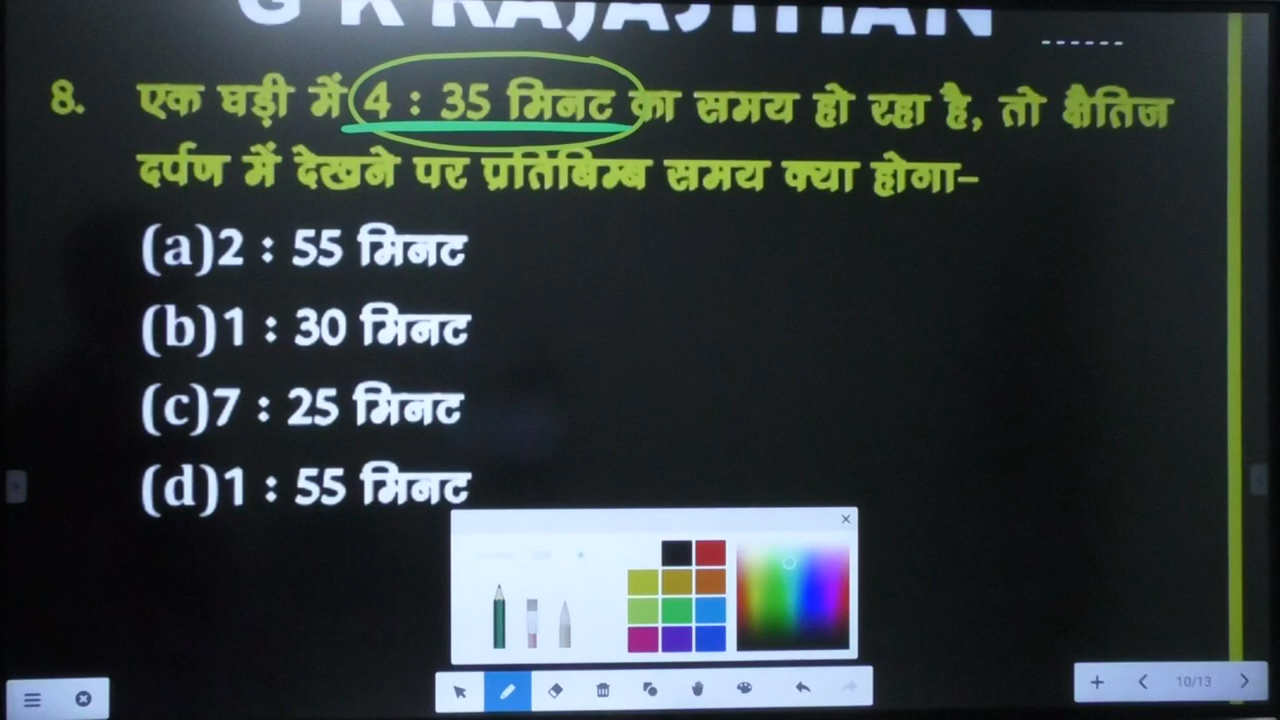 G K RAJASTHAN
8. एक घड़ी में 4 : 35 मिनट का समय हो रहा है, तो क्षैतिज
दर्पण में देखने पर प्रतिबिम्ब समय क्या होगा–
(a)2 : 55 मिनट
(b)1 : 30 मिनट
(c)7 : 25 मिनट
(d)1 : 55 मिनट
10/13